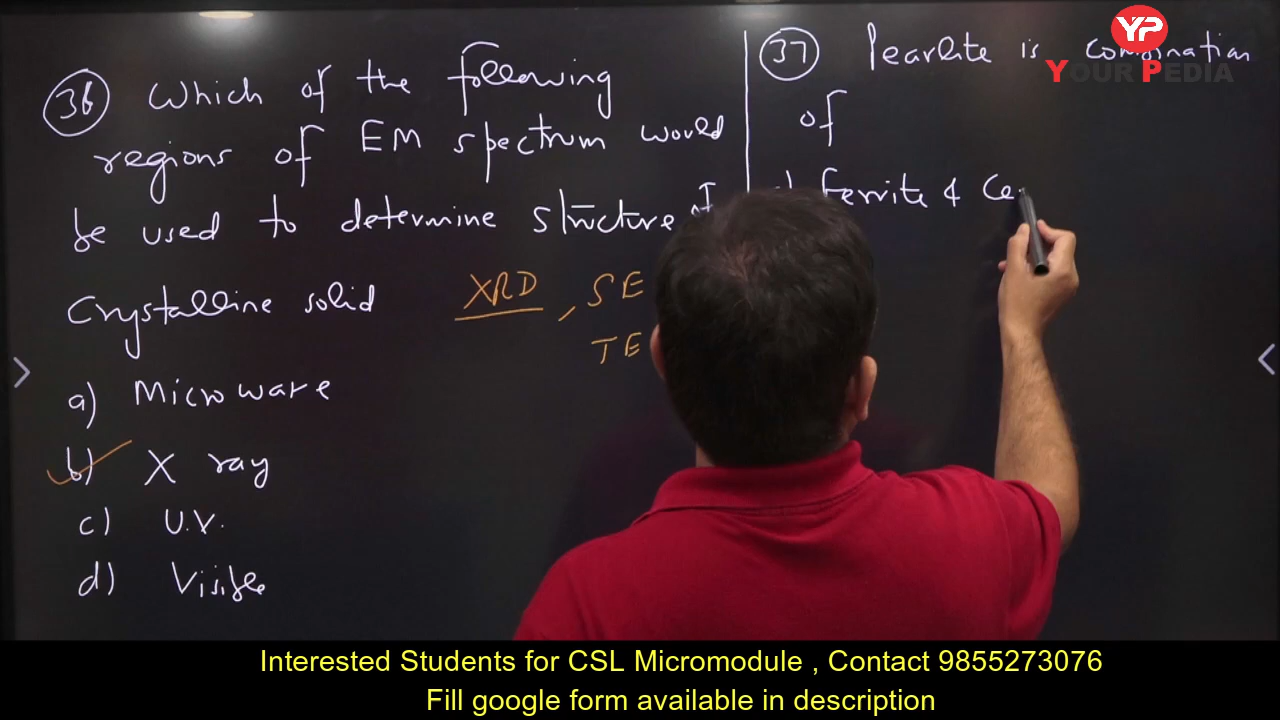 36 Which of the following
regions of EM spectrum would
be used to determine structure of
Crystalline solid
XRD, SE
TE
a) Microware
b) X ray
c) U.V.
d) Visible
37 Pearlite is combination
of
Ferrite & Ce
YP
YOUR PEDIA
Interested Students for CSL Micromodule , Contact 9855273076
Fill google form available in description